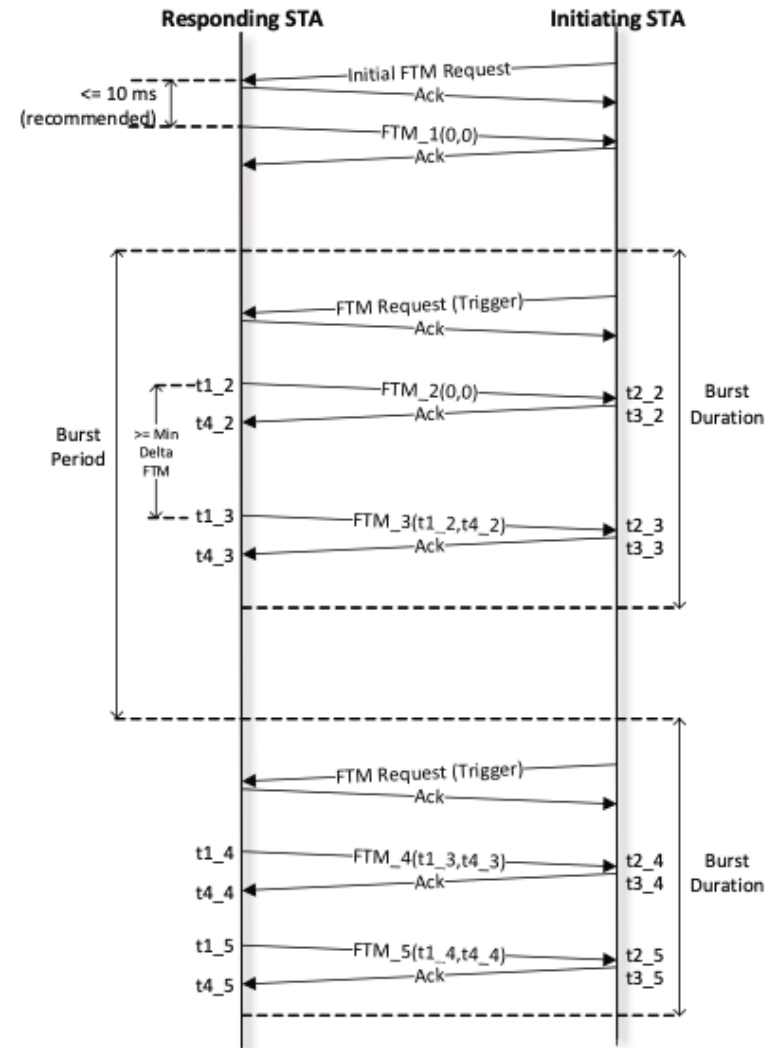 Responding STA
Initiating STA
Initial FTM Request
Ack
<= 10 ms
(recommended)
FTM_1(0,0)
Ack
FTM Request (Trigger)
Ack
t1_2
FTM_2(0,0)
t2_2
t4_2
Ack
t3_2
Burst
Duration
Burst
Period
>= Min
Delta
FTM
t1_3
FTM_3(t1_2,t4_2)
t2_3
t4_3
Ack
t3_3
FTM Request (Trigger)
Ack
t1_4
FTM_4(t1_3,t4_3)
t2_4
t4_4
Ack
t3_4
Burst
Duration
t1_5
FTM_5(t1_4,t4_4)
t2_5
t4_5
Ack
t3_5